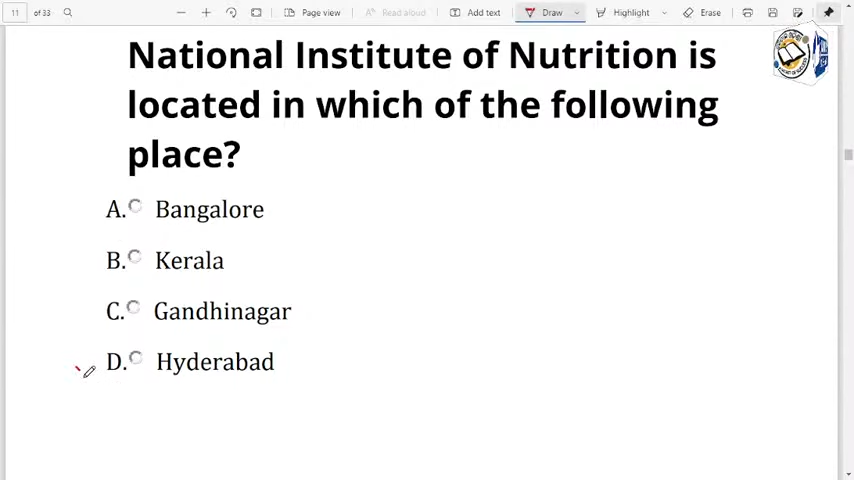 11 of 33 Page view Read aloud Add text Draw Highlight Erase
National Institute of Nutrition is
located in which of the following
place?
A. Bangalore
B. Kerala
C. Gandhinagar
D. Hyderabad